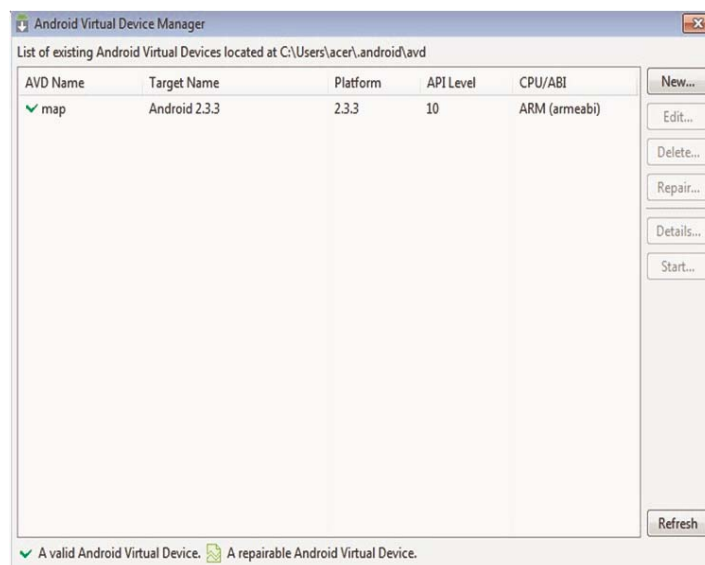 Android Virtual Device Manager
List of existing Android Virtual Devices located at C:\Users\acer\.android\avd
AVD Name Target Name Platform API Level CPU/ABI
map Android 2.3.3 2.3.3 10 ARM (armeabi)
New...
Edit...
Delete...
Repair...
Details...
Start...
Refresh
A valid Android Virtual Device. A repairable Android Virtual Device.